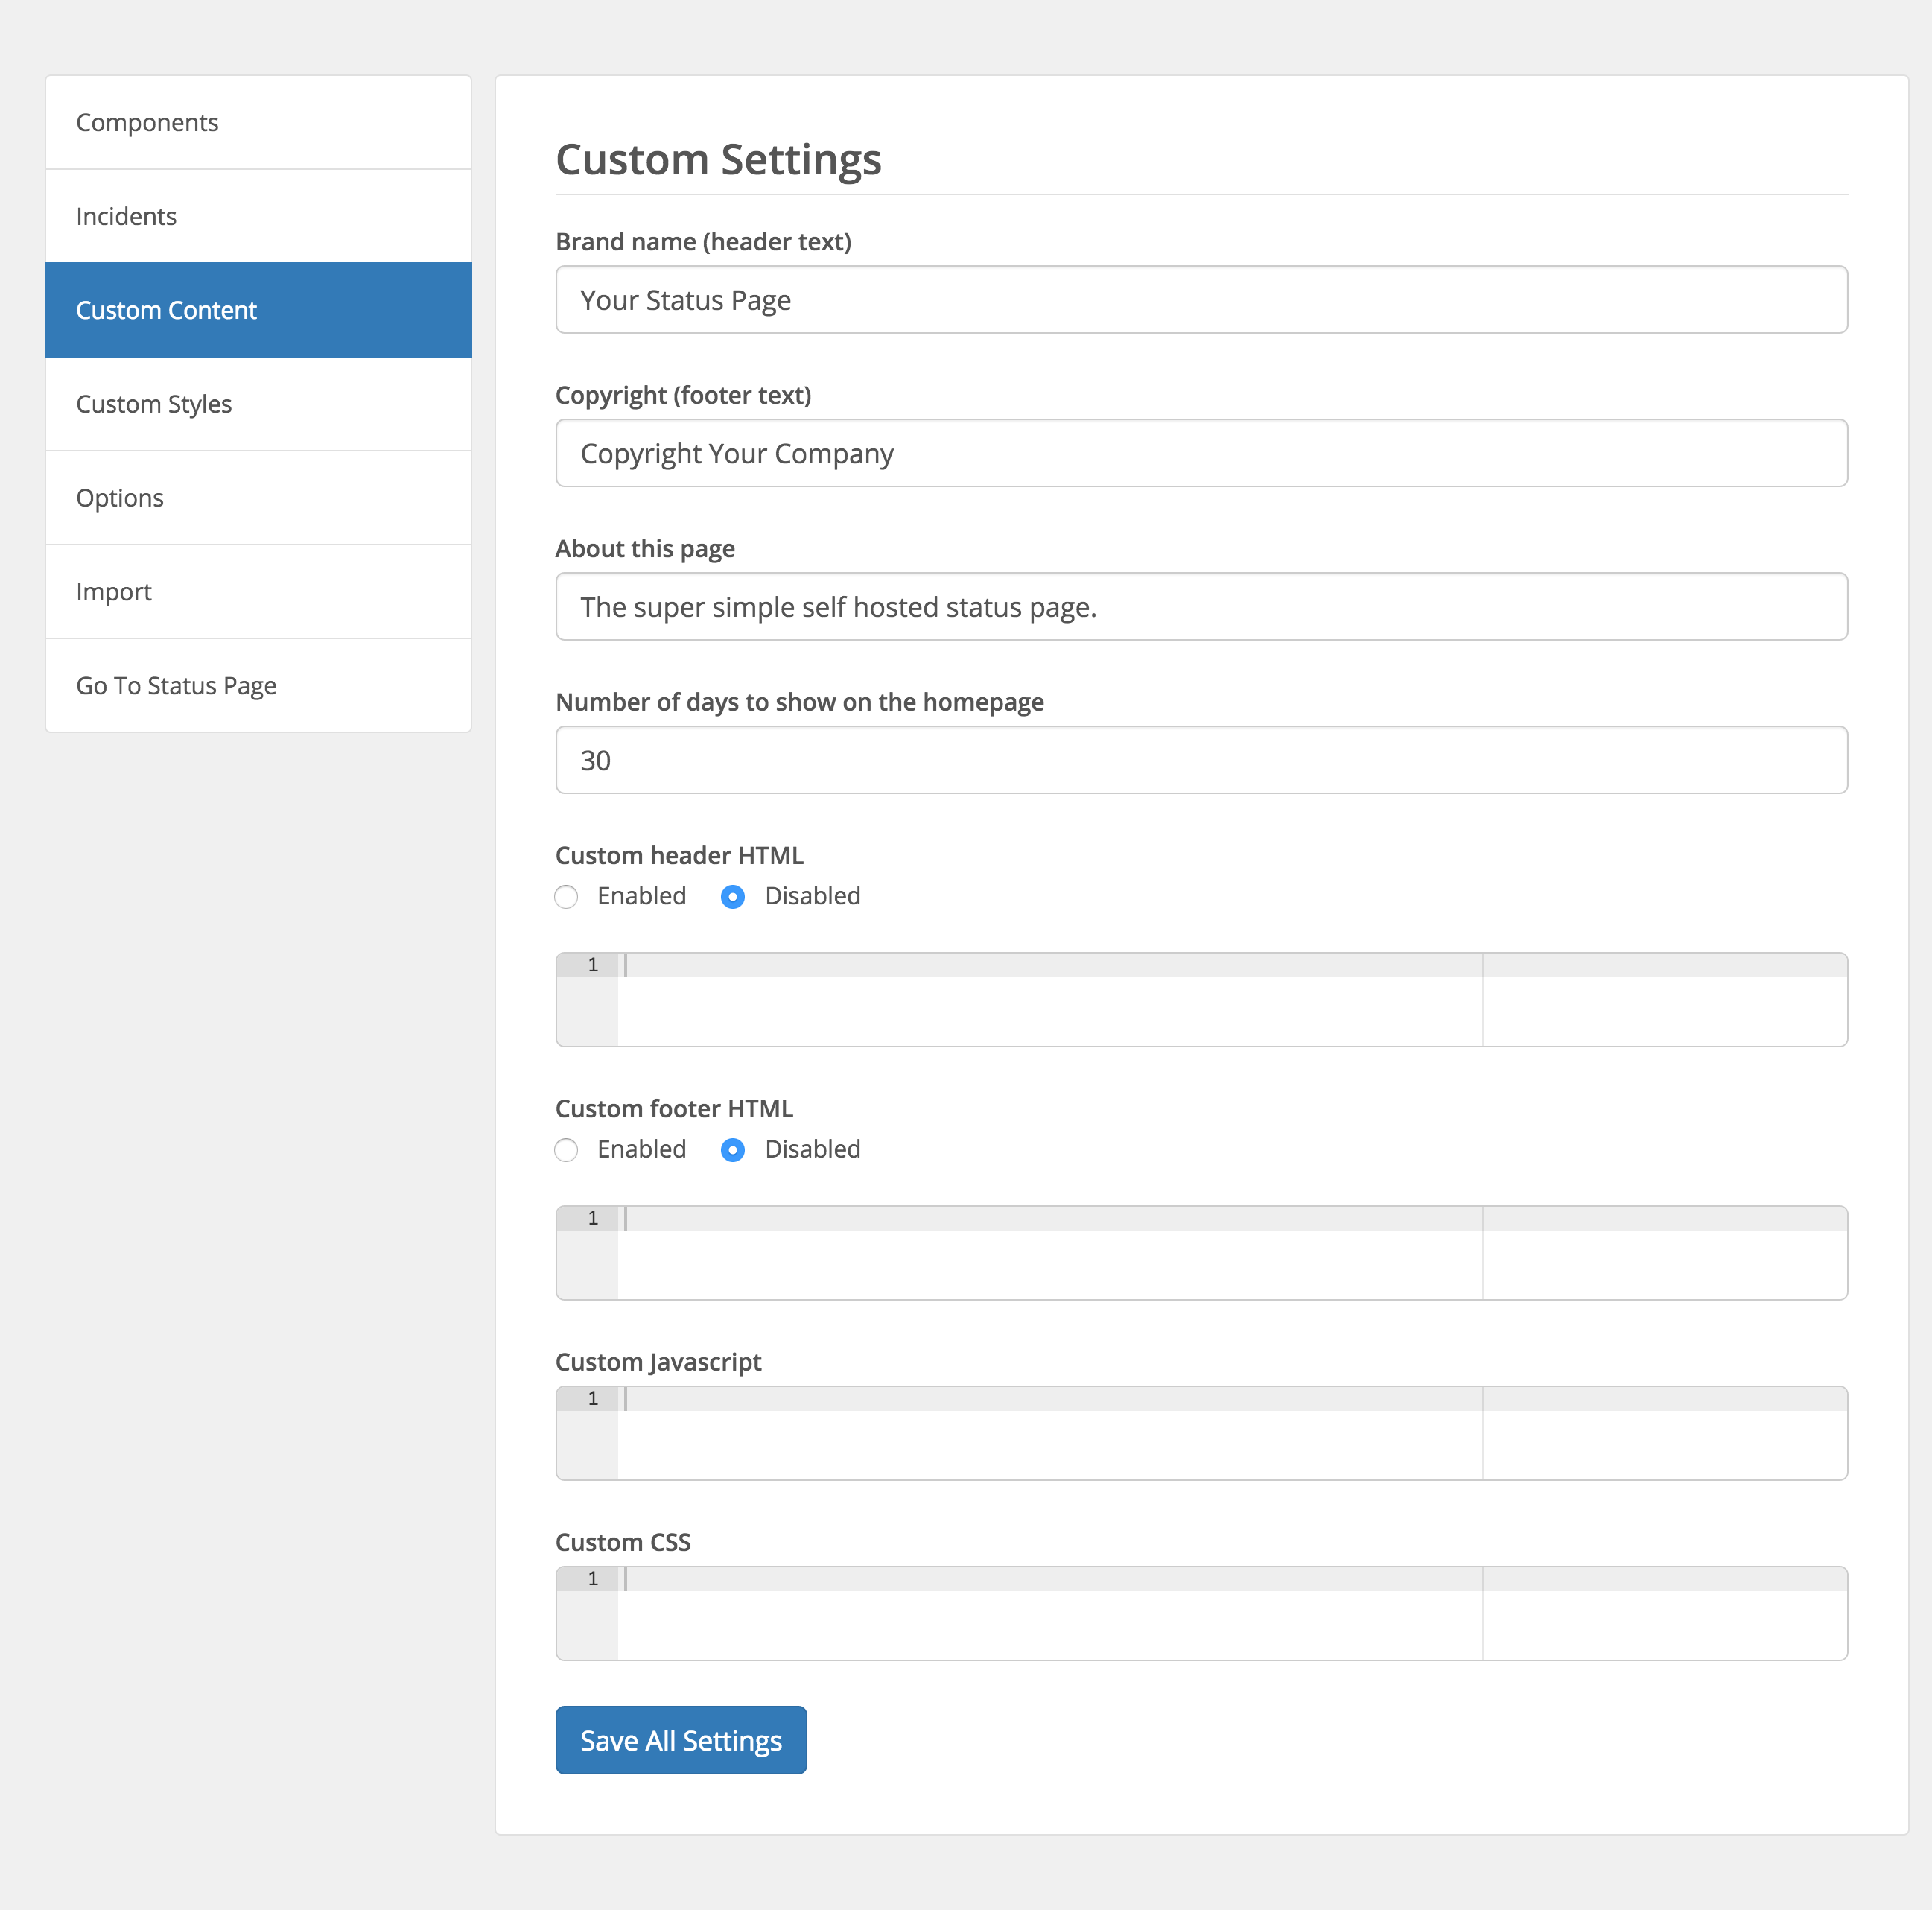 Components
Incidents
Custom Content
Custom Styles
Options
Import
Go To Status Page
Custom Settings
Brand name (header text)
Your Status Page
Copyright (footer text)
Copyright Your Company
About this page
The super simple self hosted status page.
Number of days to show on the homepage
30
Custom header HTML
Enabled Disabled
1
Custom footer HTML
Enabled Disabled
1
Custom Javascript
1
Custom CSS
1
Save All Settings